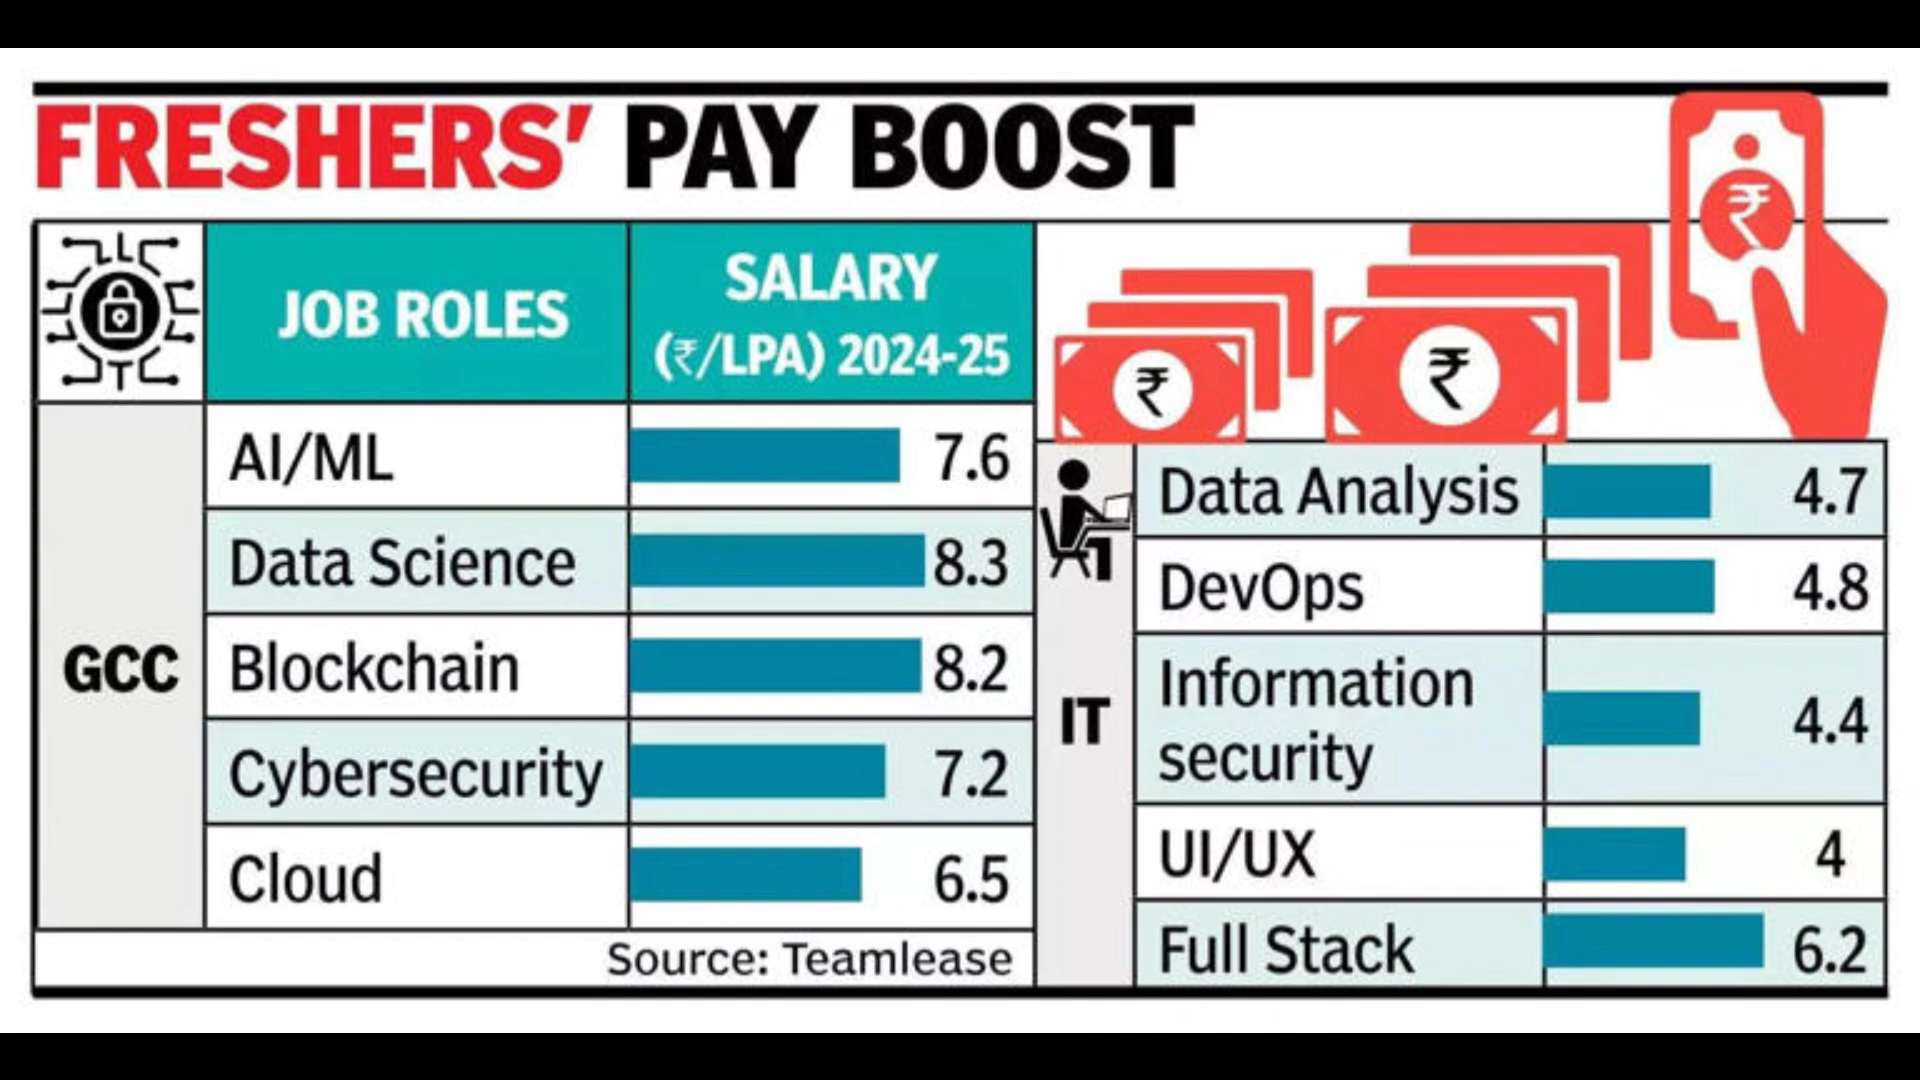 FRESHERS' PAY BOOST
JOB ROLES
SALARY
(₹/LPA) 2024-25
GCC
AI/ML 7.6
Data Science 8.3
Blockchain 8.2
Cybersecurity 7.2
Cloud 6.5
Source: Teamlease
₹
₹
₹
IT
Data Analysis 4.7
DevOps 4.8
Information
security 4.4
UI/UX 4
Full Stack 6.2